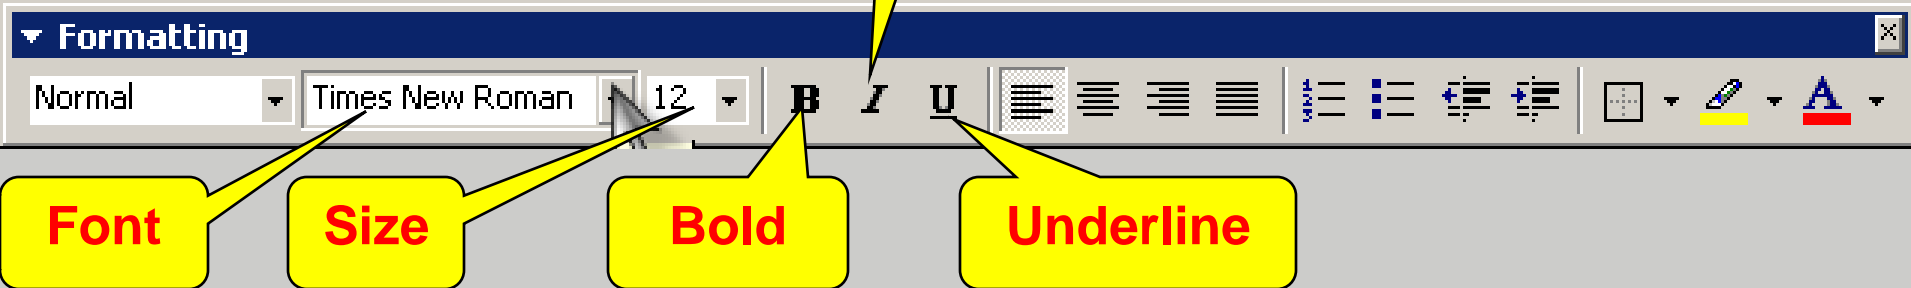 Formatting
Normal Times New Roman 12 B I U
Font Size Bold Underline